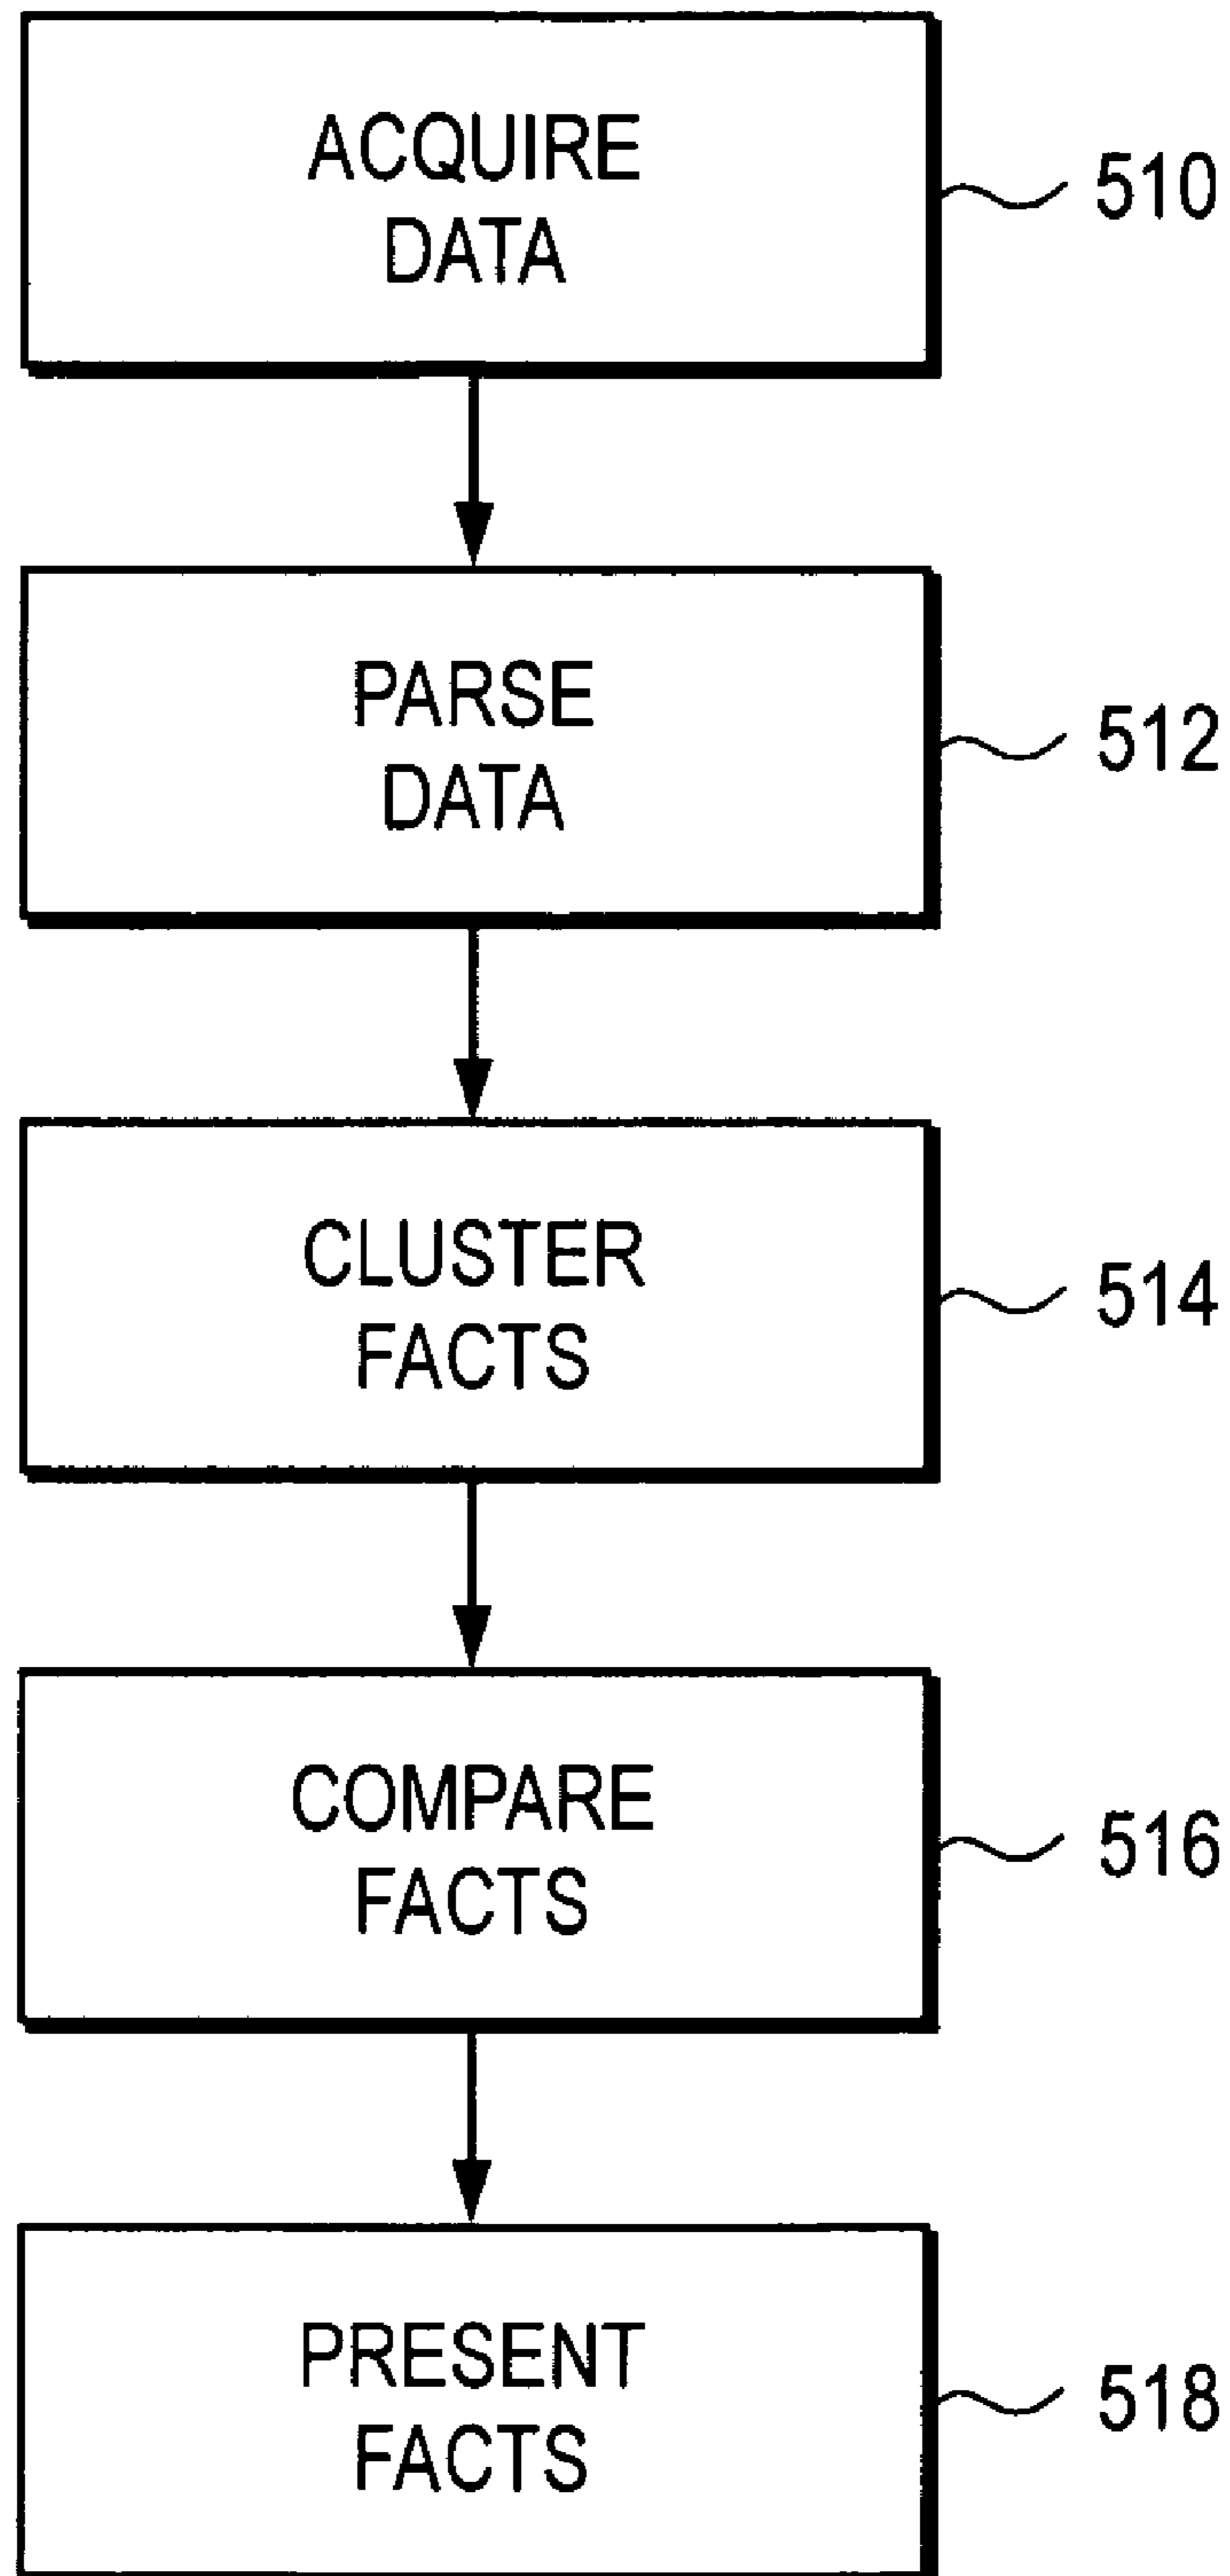 ACQUIRE
DATA
510
PARSE
DATA
512
CLUSTER
FACTS
514
COMPARE
FACTS
516
PRESENT
FACTS
518